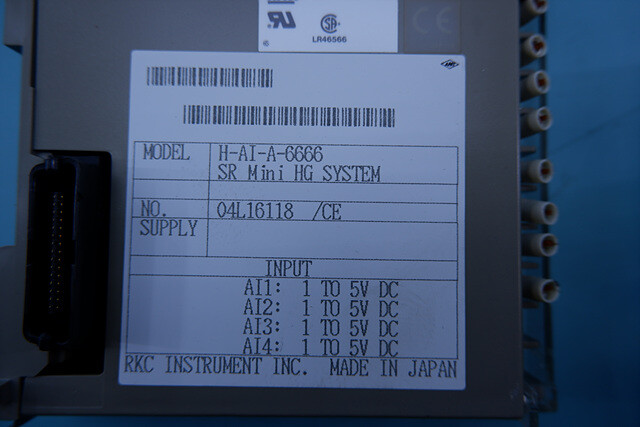 LR46566
MODEL H-AI-A-6666
SR Mini HG SYSTEM
NO. 04L16118 /CE
SUPPLY
INPUT
AI1: 1 TO 5V DC
AI2: 1 TO 5V DC
AI3: 1 TO 5V DC
AI4: 1 TO 5V DC
RKC INSTRUMENT INC. MADE IN JAPAN